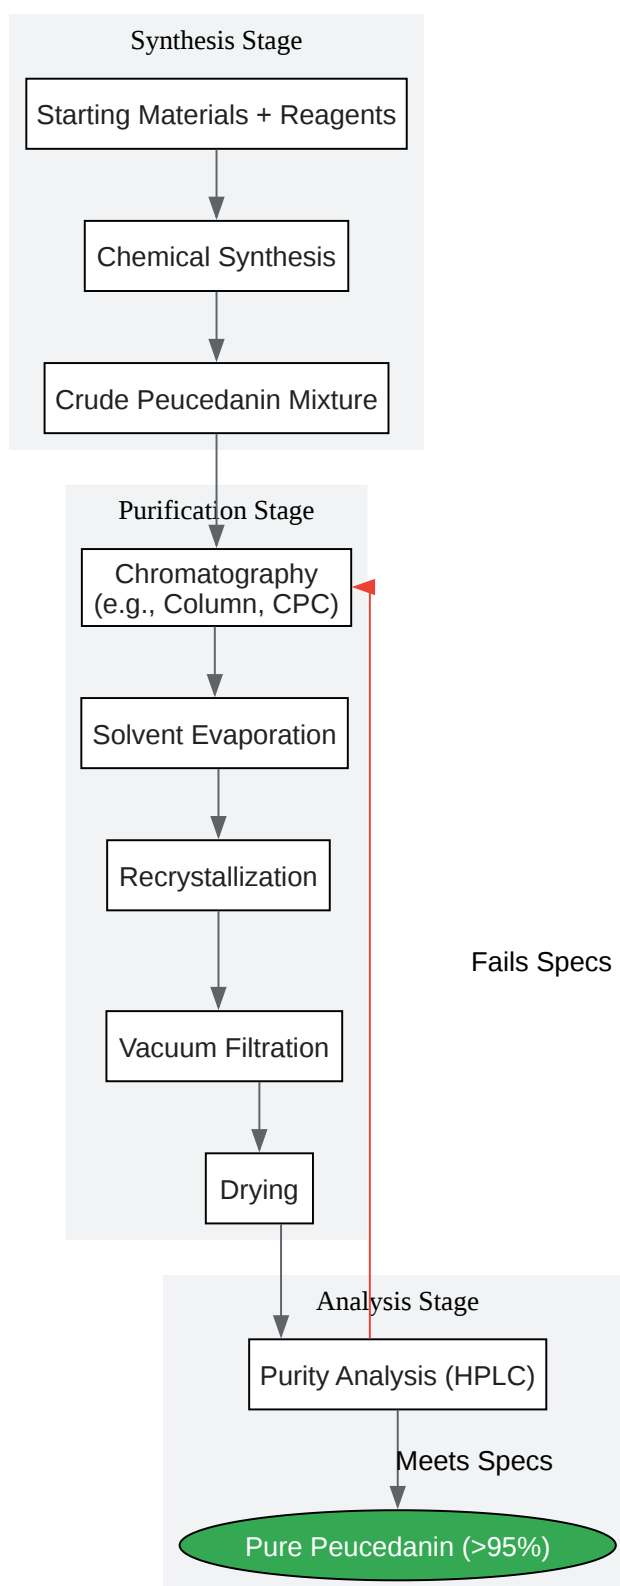 Synthesis Stage
Starting Materials + Reagents
Chemical Synthesis
Crude Peucedanin Mixture
Purification Stage
Chromatography
(e.g., Column, CPC)
Solvent Evaporation
Recrystallization
Fails Specs
Vacuum Filtration
Drying
Analysis Stage
Purity Analysis (HPLC)
Meets Specs
Pure Peucedanin (>95%)